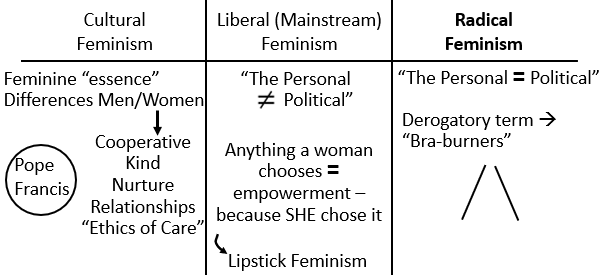 Cultural
Feminism
Feminine “essence”
Differences Men/Women
Cooperative
Kind
Nurture
Relationships
“Ethics of Care”
Pope
Francis
Liberal (Mainstream)
Feminism
“The Personal
≠ Political”
Anything a woman
chooses =
empowerment –
because SHE chose it
Lipstick Feminism
Radical
Feminism
“The Personal = Political”
Derogatory term →
“Bra-burners”